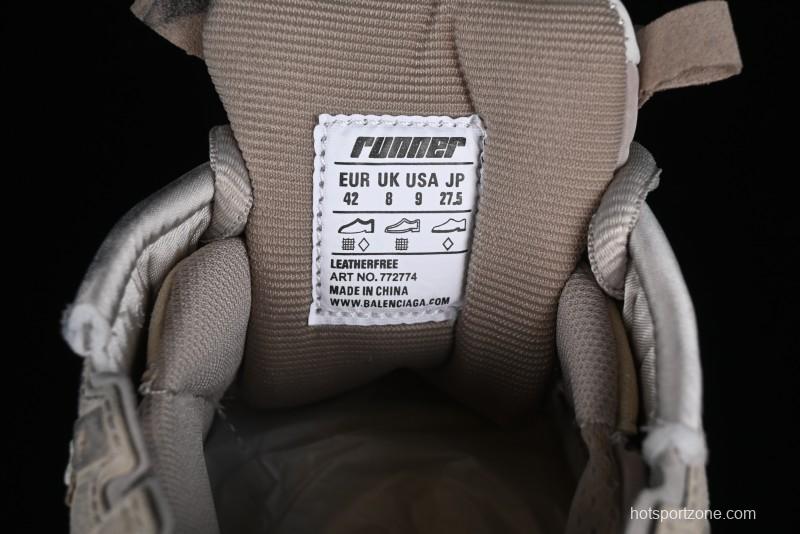 runner
EUR UK USA JP
42 8 9 27.5
LEATHERFREE
ART NO. 772774
MADE IN CHINA
WWW.BALENCIAGA.COM
hotsportzone.com